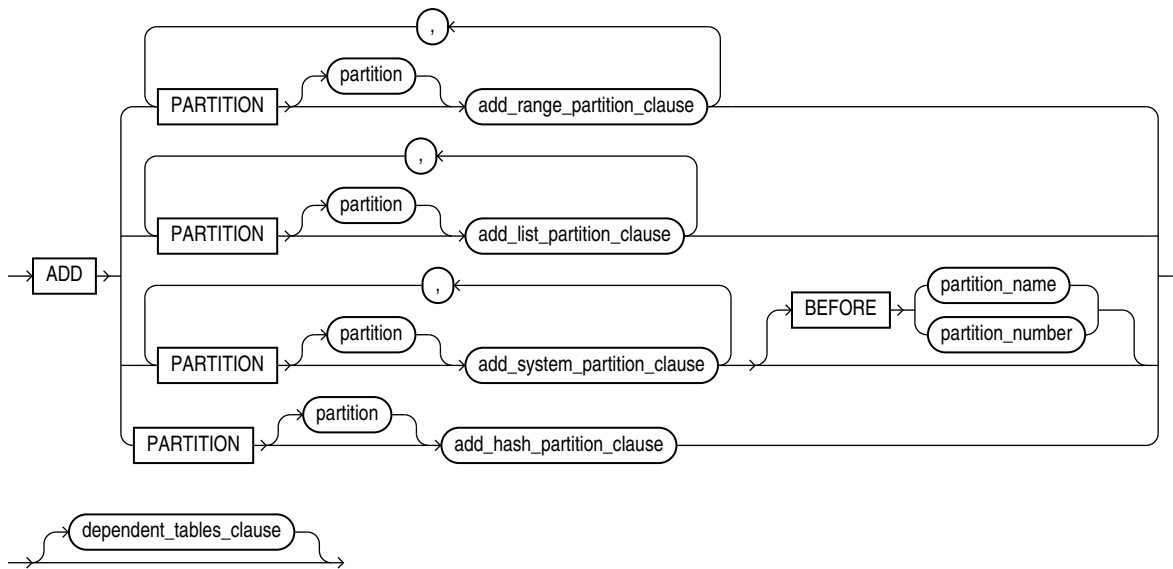 ,
partition
PARTITION add_range_partition_clause
,
partition
PARTITION add_list_partition_clause
ADD
, partition_name
BEFORE
partition partition_number
PARTITION add_system_partition_clause
partition
PARTITION add_hash_partition_clause
dependent_tables_clause